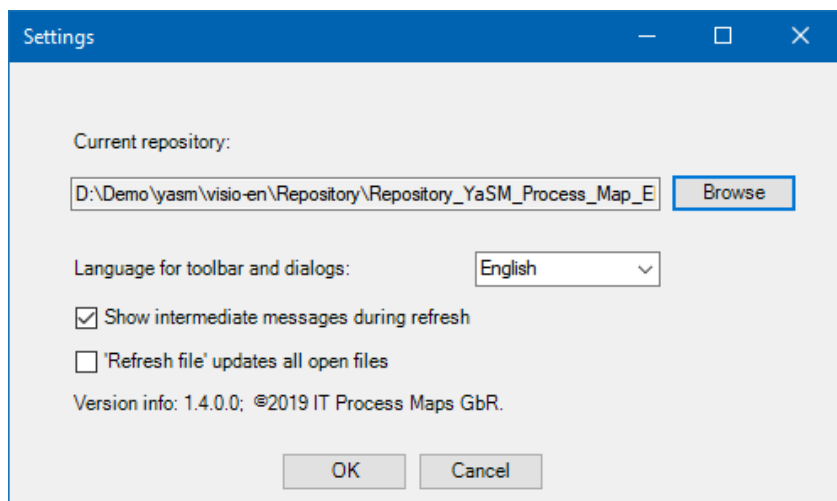 Settings
Current repository:
D:\Demo\yasm\visio-en\Repository\Repository_YaSM_Process_Map_E
Browse
Language for toolbar and dialogs:
English
Show intermediate messages during refresh
'Refresh file' updates all open files
Version info: 1.4.0.0; ©2019 IT Process Maps GbR.
OK
Cancel